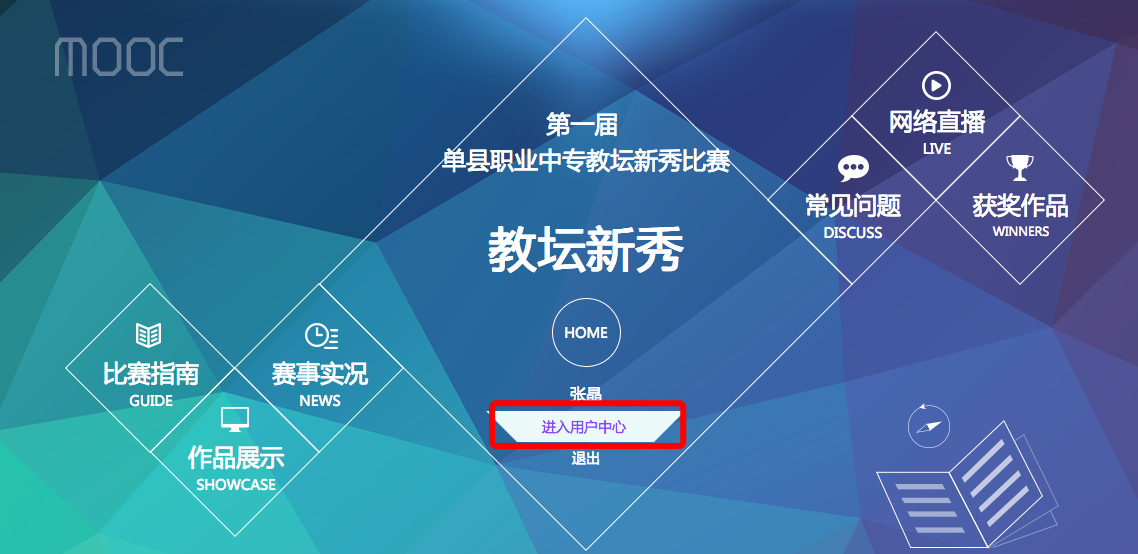 MOOC
第一届
单县职业中专教坛新秀比赛
教坛新秀
HOME
张晶
进入用户中心
退出
网络直播
LIVE
常见问题
DISCUSS
获奖作品
WINNERS
比赛指南
GUIDE
赛事实况
NEWS
作品展示
SHOWCASE